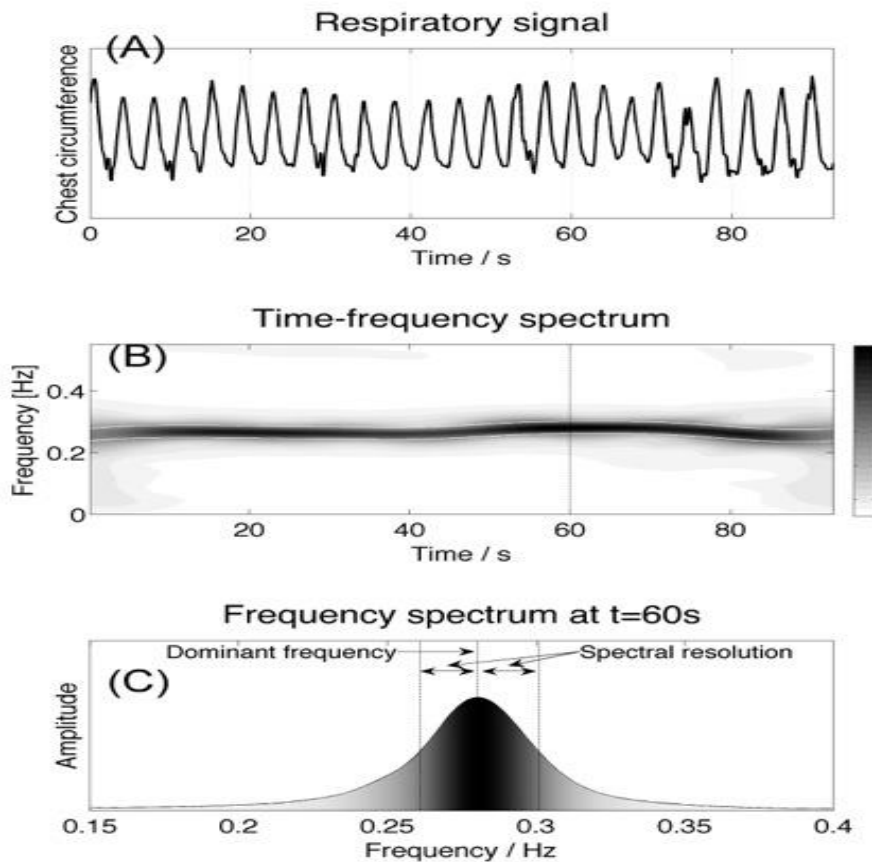 Respiratory signal
(A)
Chest circumference
0 20 40 60 80
Time / s
Time-frequency spectrum
(B)
Frequency [Hz]
0.4
0.2
0
20 40 60 80
Time / s
Frequency spectrum at t=60s
Dominant frequency Spectral resolution
(C)
Amplitude
0.15 0.2 0.25 0.3 0.35 0.4
Frequency / Hz